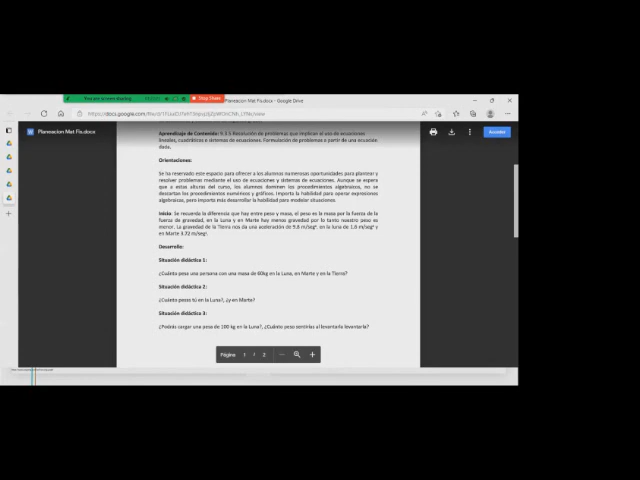 Stop Share
Planeacion Mat Fis.docx - Google Drive
Planeacion Mat Fis.docx
Acceder
Aprendizaje de Contenido: 9.3.6 Resolución de problemas que implican el uso de ecuaciones
lineales, cuadráticas o sistemas de ecuaciones. Formulación de problemas a partir de una ecuación
dada.
Orientaciones:
Se ha reservado este espacio para ofrecer a los alumnos numerosas oportunidades para plantear y
resolver problemas mediante el uso de ecuaciones y sistemas de ecuaciones. Aunque se espera
que a estas alturas del curso, los alumnos dominen los procedimientos algebraicos, no se
descartan los procedimientos numéricos y gráficos. Importa la habilidad para operar expresiones
algebraicas, pero importa más desarrollar la habilidad para modelar situaciones.
Inicio: Se recuerda la diferencia que hay entre peso y masa, el peso es la masa por la fuerza de la
fuerza de gravedad, en la Luna y en Marte hay menos gravedad por lo tanto nuestro peso es
menor. La gravedad de la Tierra nos da una aceleración de 9.8 m/seg², en la luna de 1.6 m/seg² y
en Marte 3.72 m/seg².
Desarrollo:
Situación didáctica 1:
¿Cuánto pesa una persona con una masa de 60kg en la Luna, en Marte y en la Tierra?
Situación didáctica 2:
¿Cuánto pesas tú en la Luna?, ¿y en Marte?
Situación didáctica 3:
¿Podrás cargar una pesa de 100 kg en la Luna?, ¿Cuánto peso sentirías al levantarla levantarla?
Página 1 / 2